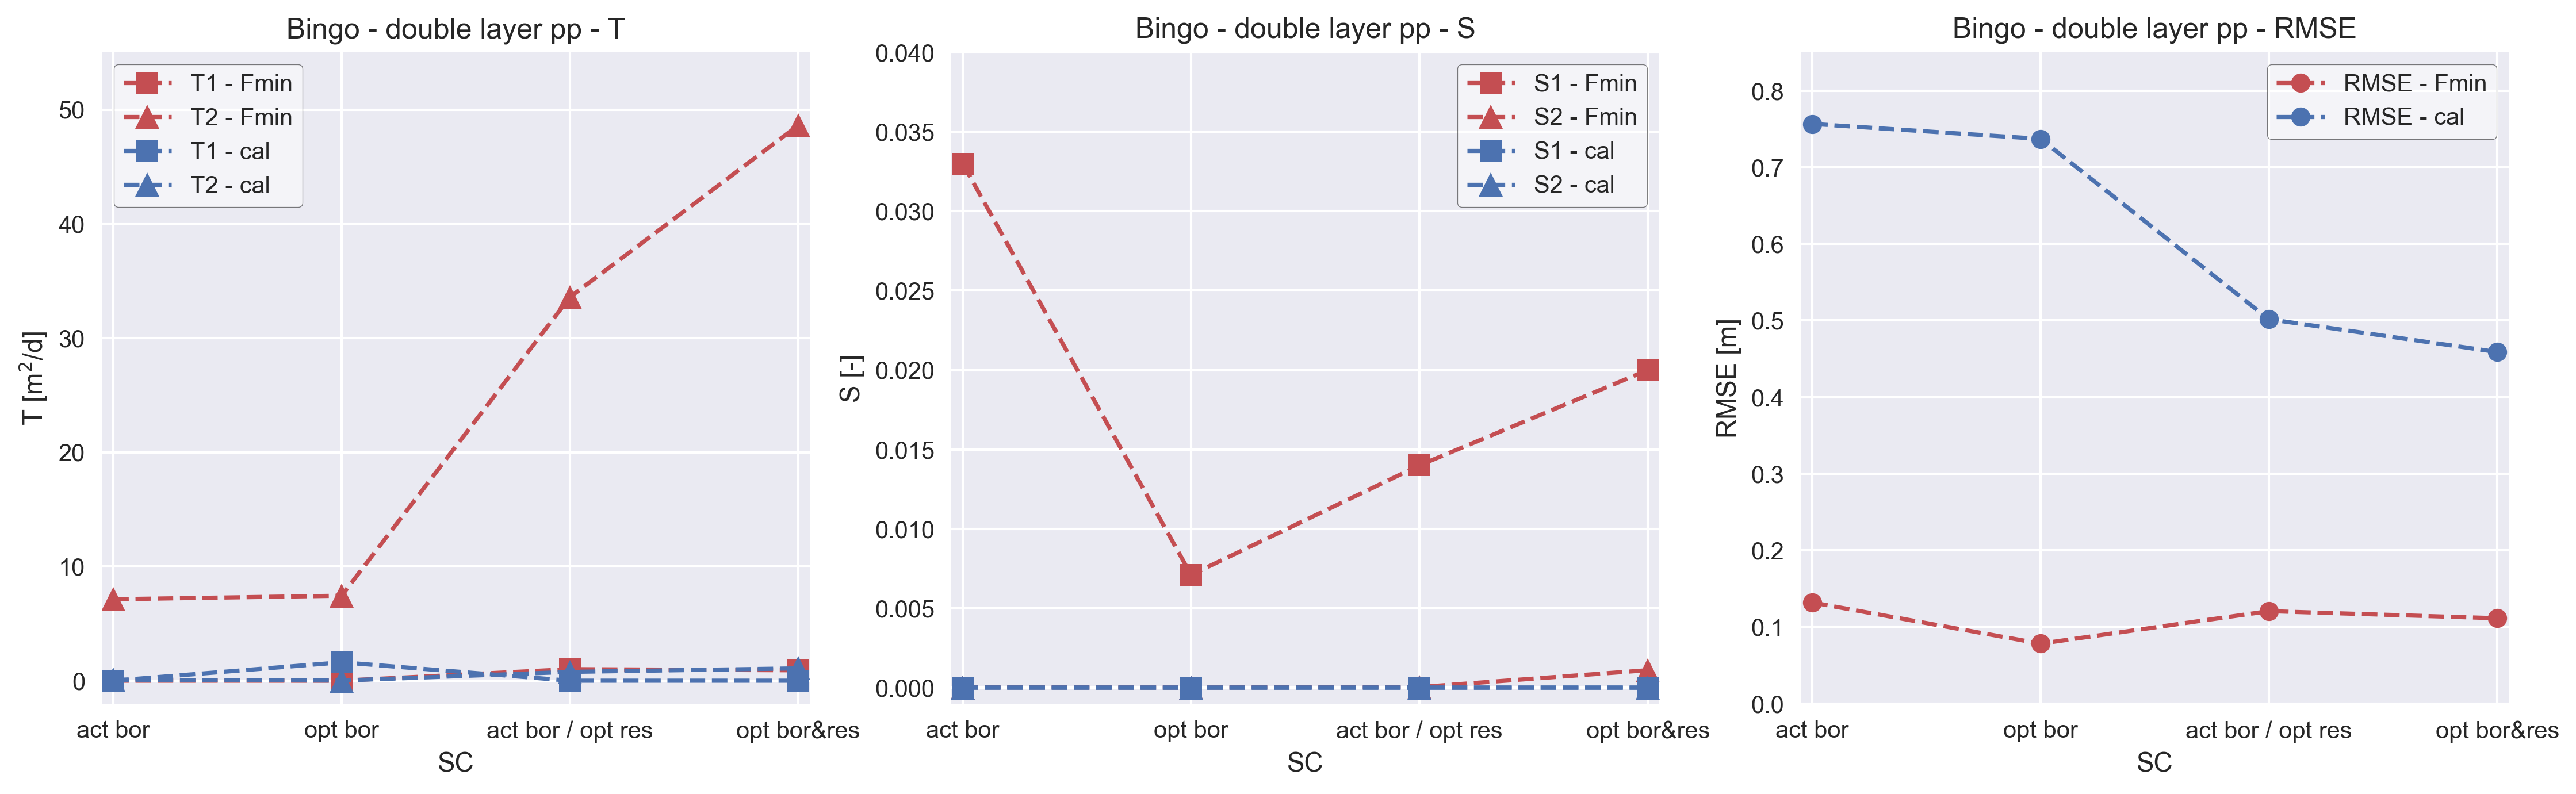 Bingo - double layer pp - T
T1 - Fmin
T2 - Fmin
T1 - cal
T2 - cal
50
40
30
20
10
0
T [m²/d]
act bor
opt bor
act bor / opt res
opt bor&res
SC
Bingo - double layer pp - S
S1 - Fmin
S2 - Fmin
S1 - cal
S2 - cal
0.040
0.035
0.030
0.025
0.020
0.015
0.010
0.005
0.000
S [-]
act bor
opt bor
act bor / opt res
opt bor&res
SC
Bingo - double layer pp - RMSE
RMSE - Fmin
RMSE - cal
0.8
0.7
0.6
0.5
0.4
0.3
0.2
0.1
0.0
RMSE [m]
act bor
opt bor
act bor / opt res
opt bor&res
SC